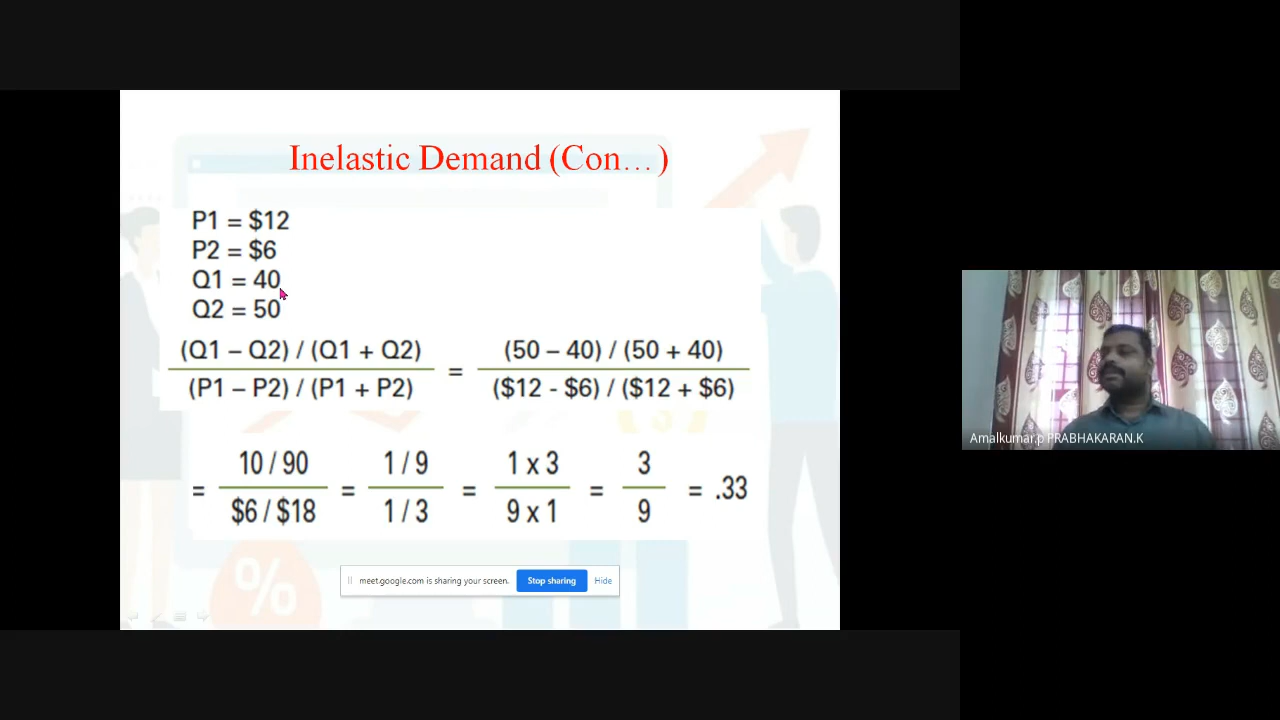 Inelastic Demand (Con…)
P1 = $12
P2 = $6
Q1 = 40
Q2 = 50
(Q1 – Q2) / (Q1 + Q2)
(P1 – P2) / (P1 + P2)
=
(50 – 40) / (50 + 40)
($12 - $6) / ($12 + $6)
= 10 / 90
$6 / $18
= 1 / 9
1 / 3
= 1 x 3
9 x 1
= 3
9
= .33
%
meet.google.com is sharing your screen. Stop sharing Hide
Amalkumar.p PRABHAKARAN.K